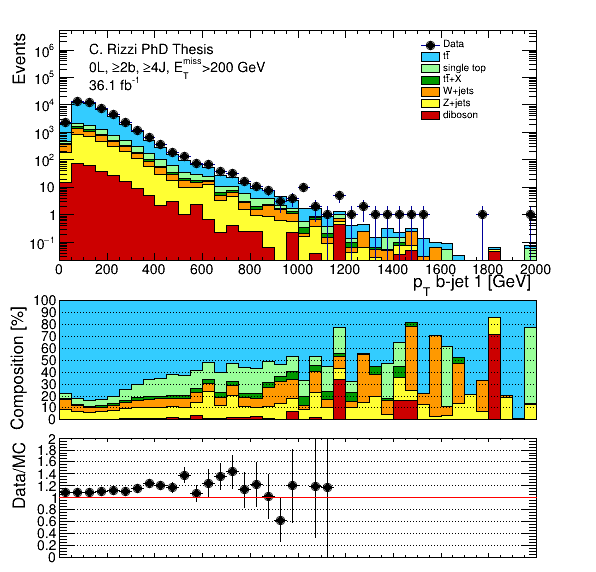 Events
10⁶
10⁵
10⁴
10³
10²
10
1
10⁻¹
C. Rizzi PhD Thesis
0L, ≥2b, ≥4J, E_T^miss>200 GeV
36.1 fb⁻¹
Data
tt̄
single top
tt̄+X
W+jets
Z+jets
diboson
0 200 400 600 800 1000 1200 1400 1600 1800 2000
p_T b-jet 1 [GeV]
Composition [%]
100
90
80
70
60
50
40
30
20
10
0
Data/MC
2
1.8
1.6
1.4
1.2
1
0.8
0.6
0.4
0.2
0